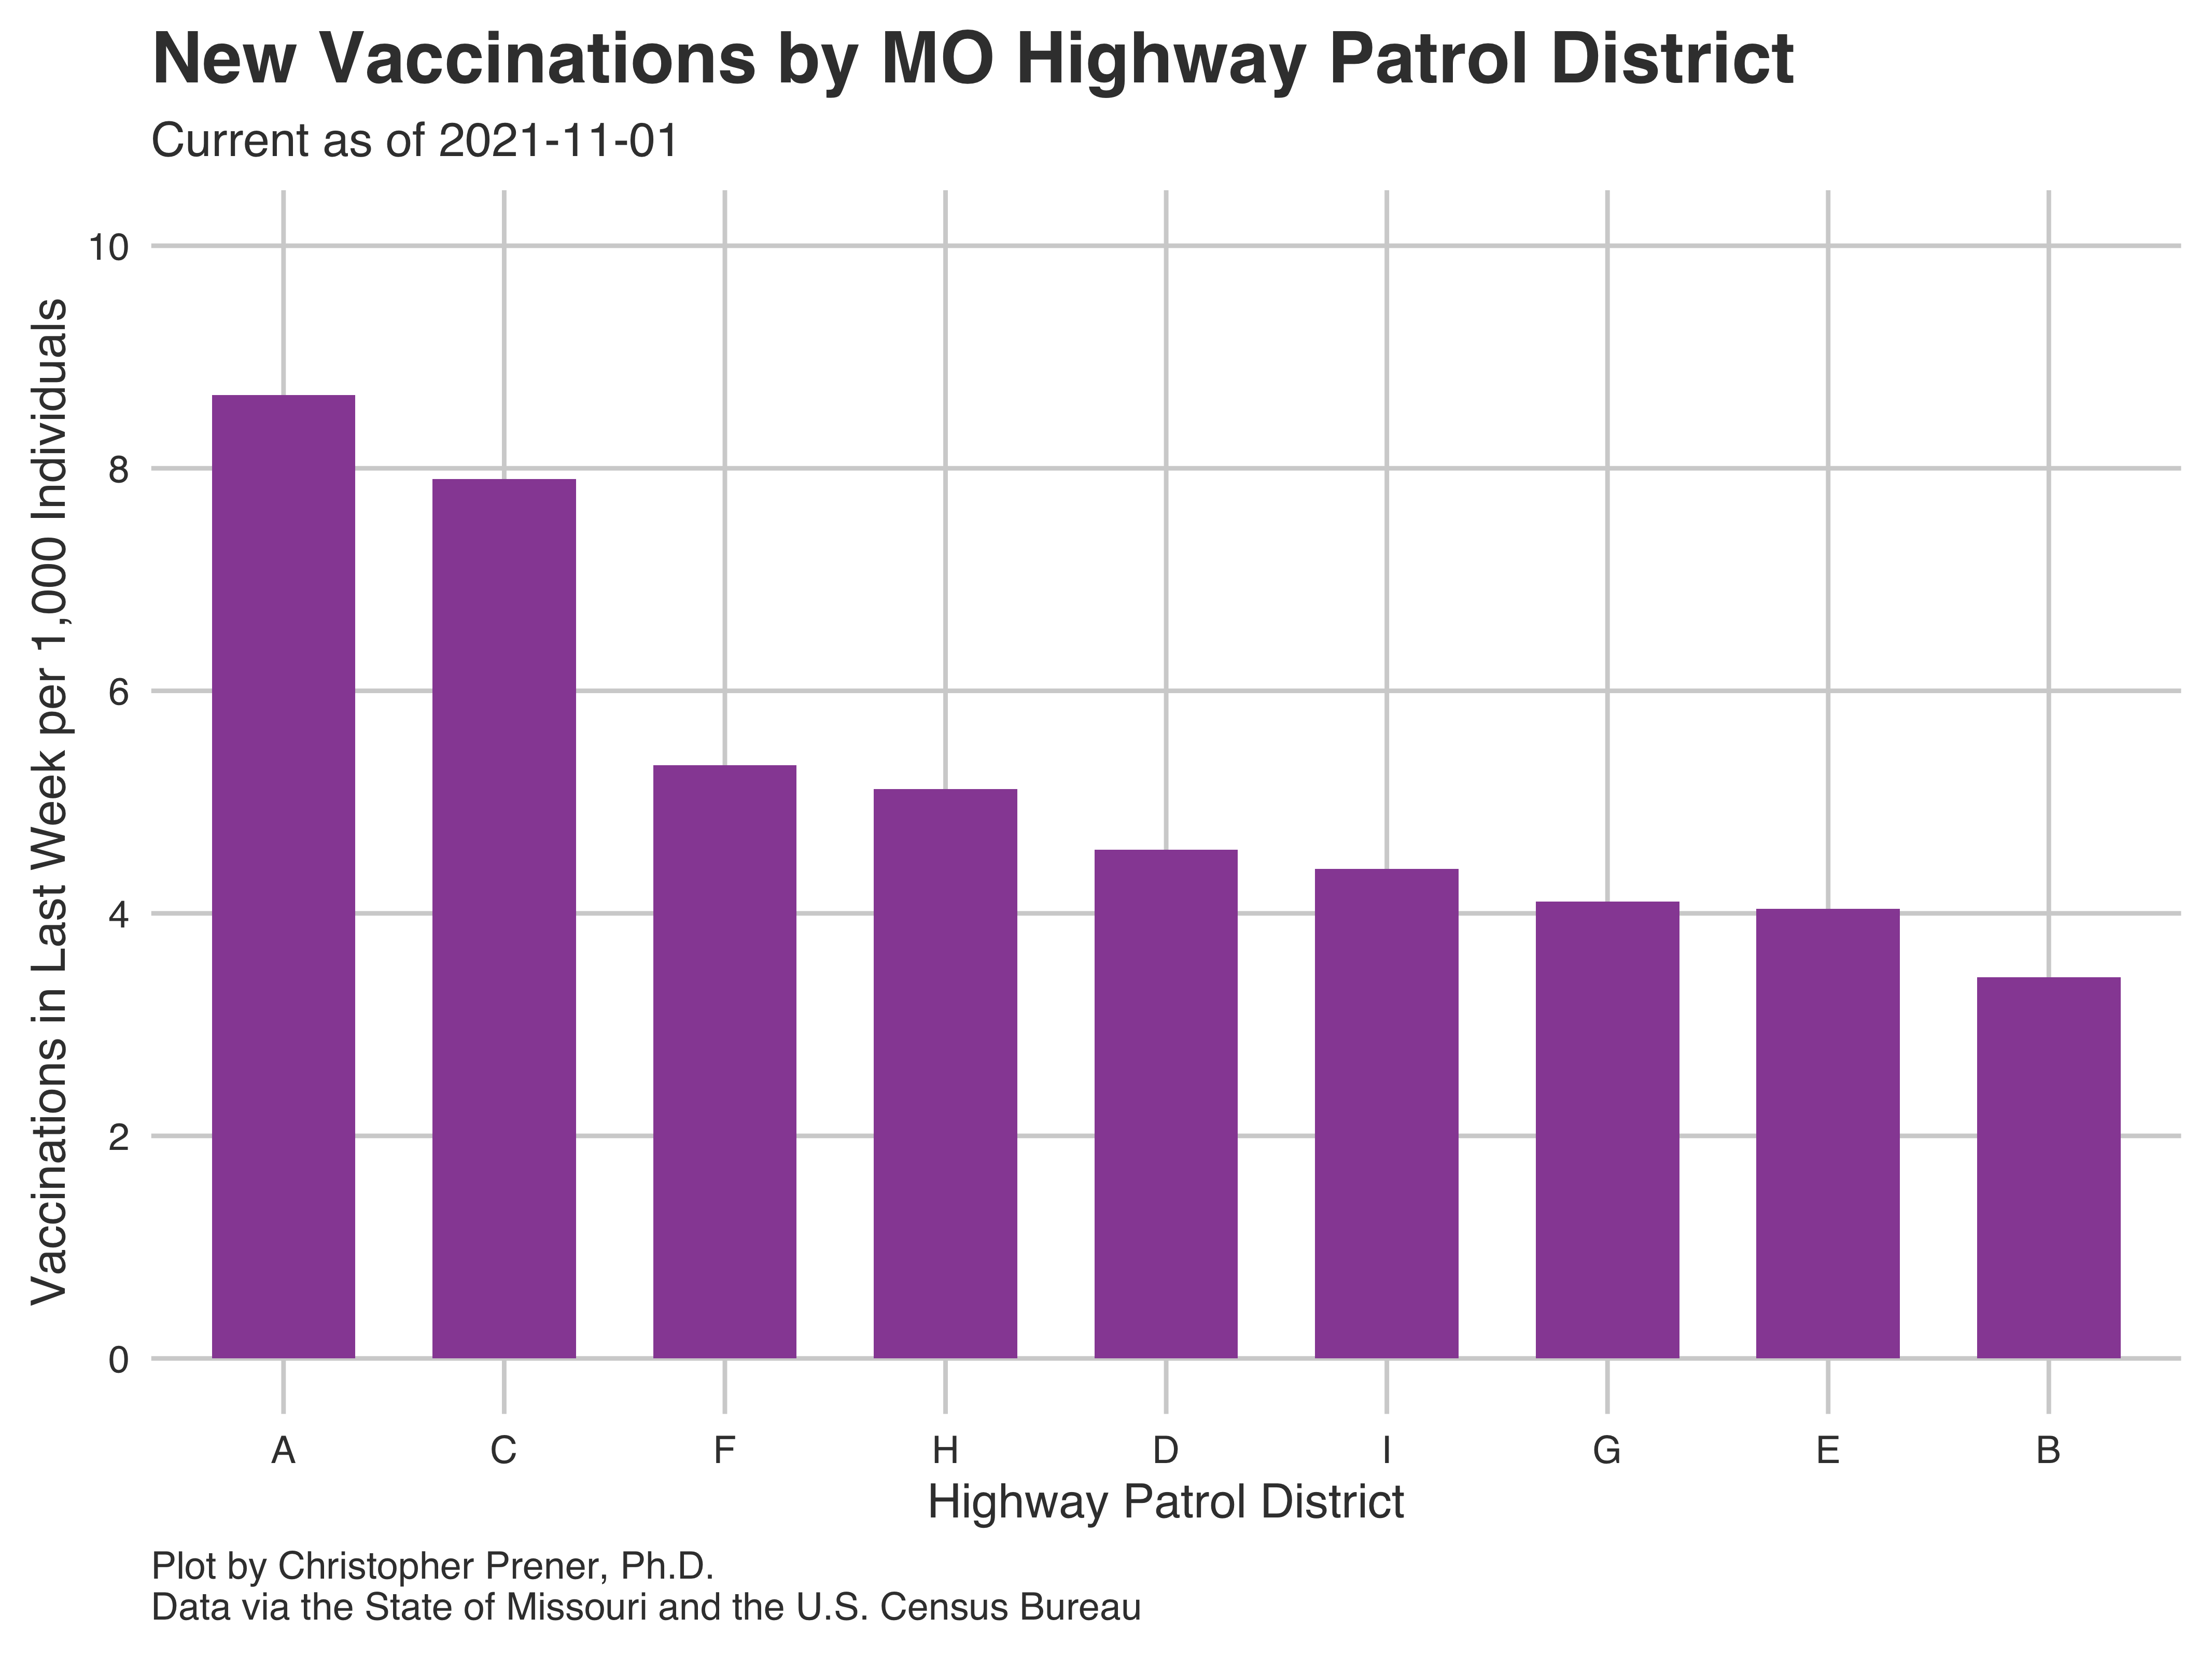 New Vaccinations by MO Highway Patrol District
Current as of 2021-11-01
Vaccinations in Last Week per 1,000 Individuals
10
8
6
4
2
0
A C F H D I G E B
Highway Patrol District
Plot by Christopher Prener, Ph.D.
Data via the State of Missouri and the U.S. Census Bureau